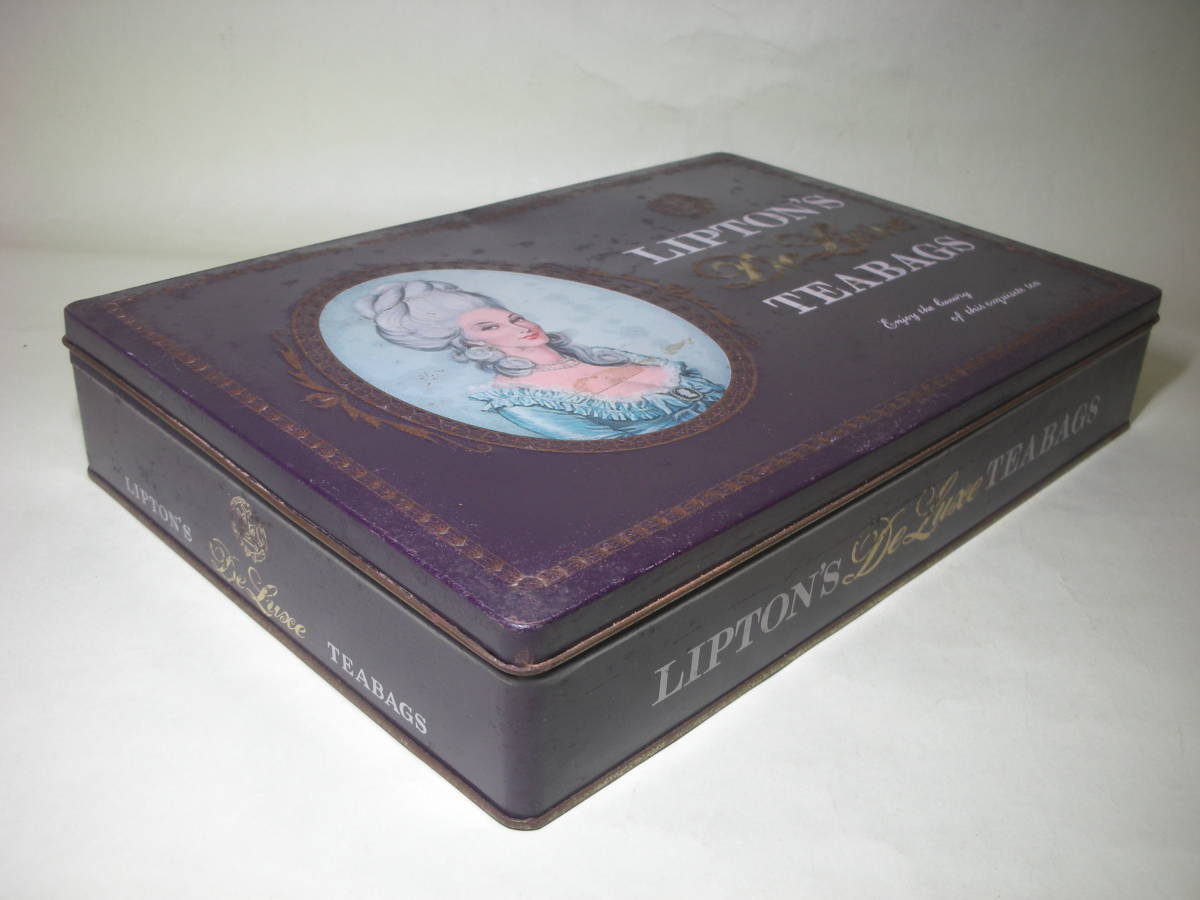 LIPTON'S
De Luxe
TEABAGS
Enjoy the luxury
of this exquisite tea
LIPTON'S
De Luxe
TEABAGS
LIPTON'S De Luxe TEABAGS